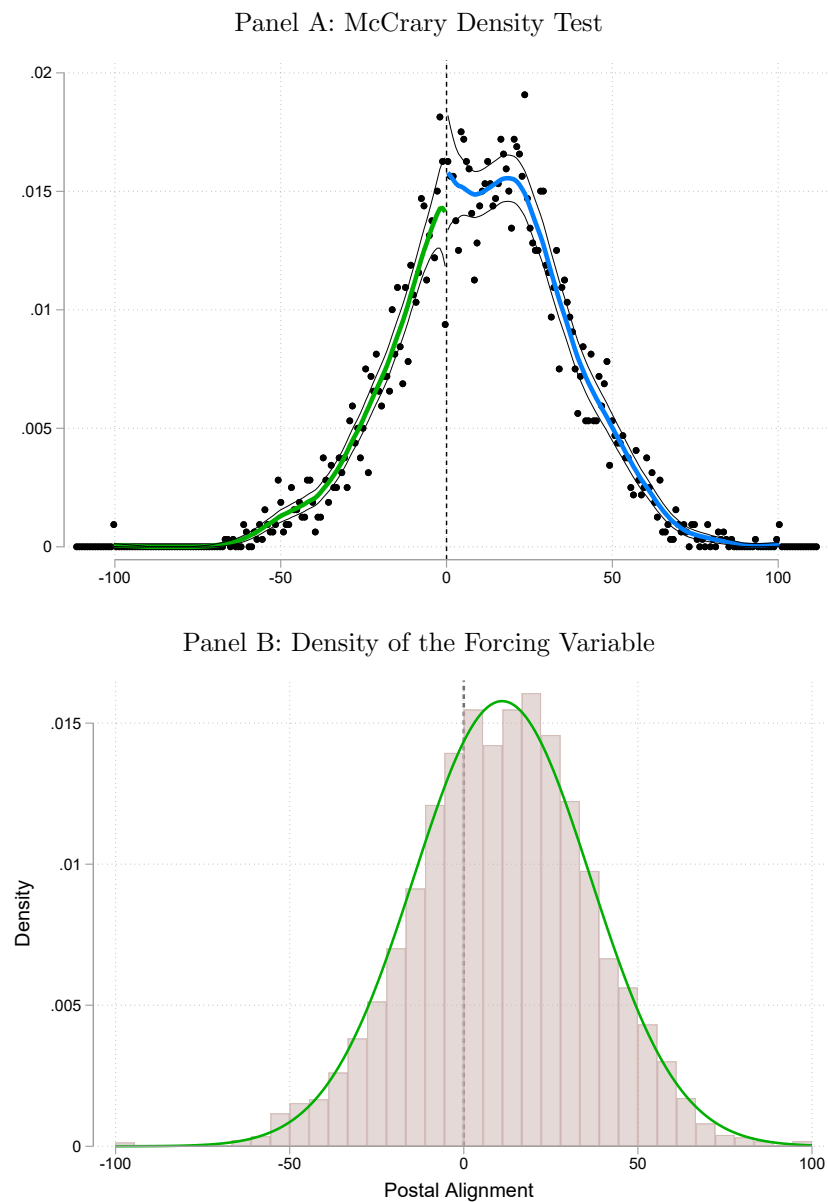 Panel A: McCrary Density Test
.02
.015
.01
.005
0
-100 -50 0 50 100
Panel B: Density of the Forcing Variable
.015
.01
.005
0
Density
-100 -50 0 50 100
Postal Alignment